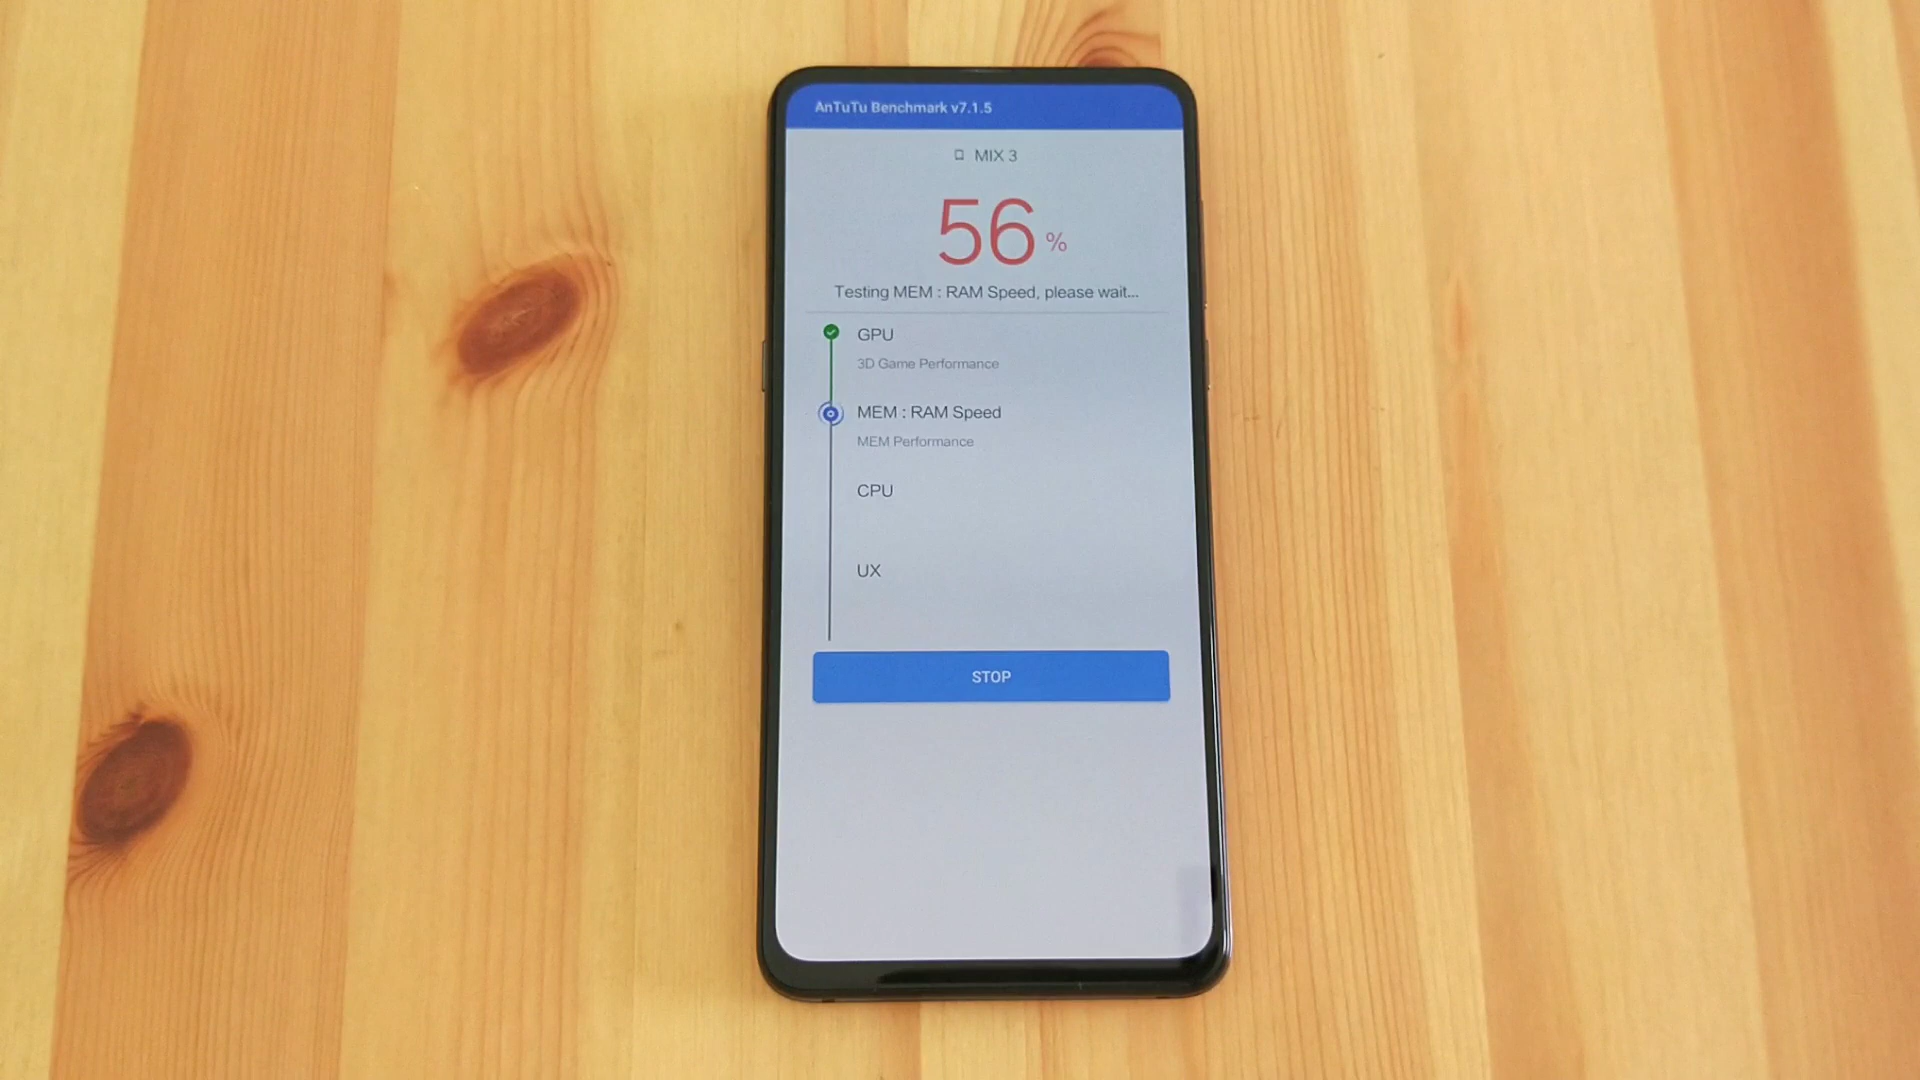 AnTuTu Benchmark v7.1.5
MIX 3
56 %
Testing MEM : RAM Speed, please wait...
GPU
3D Game Performance
MEM : RAM Speed
MEM Performance
CPU
UX
STOP